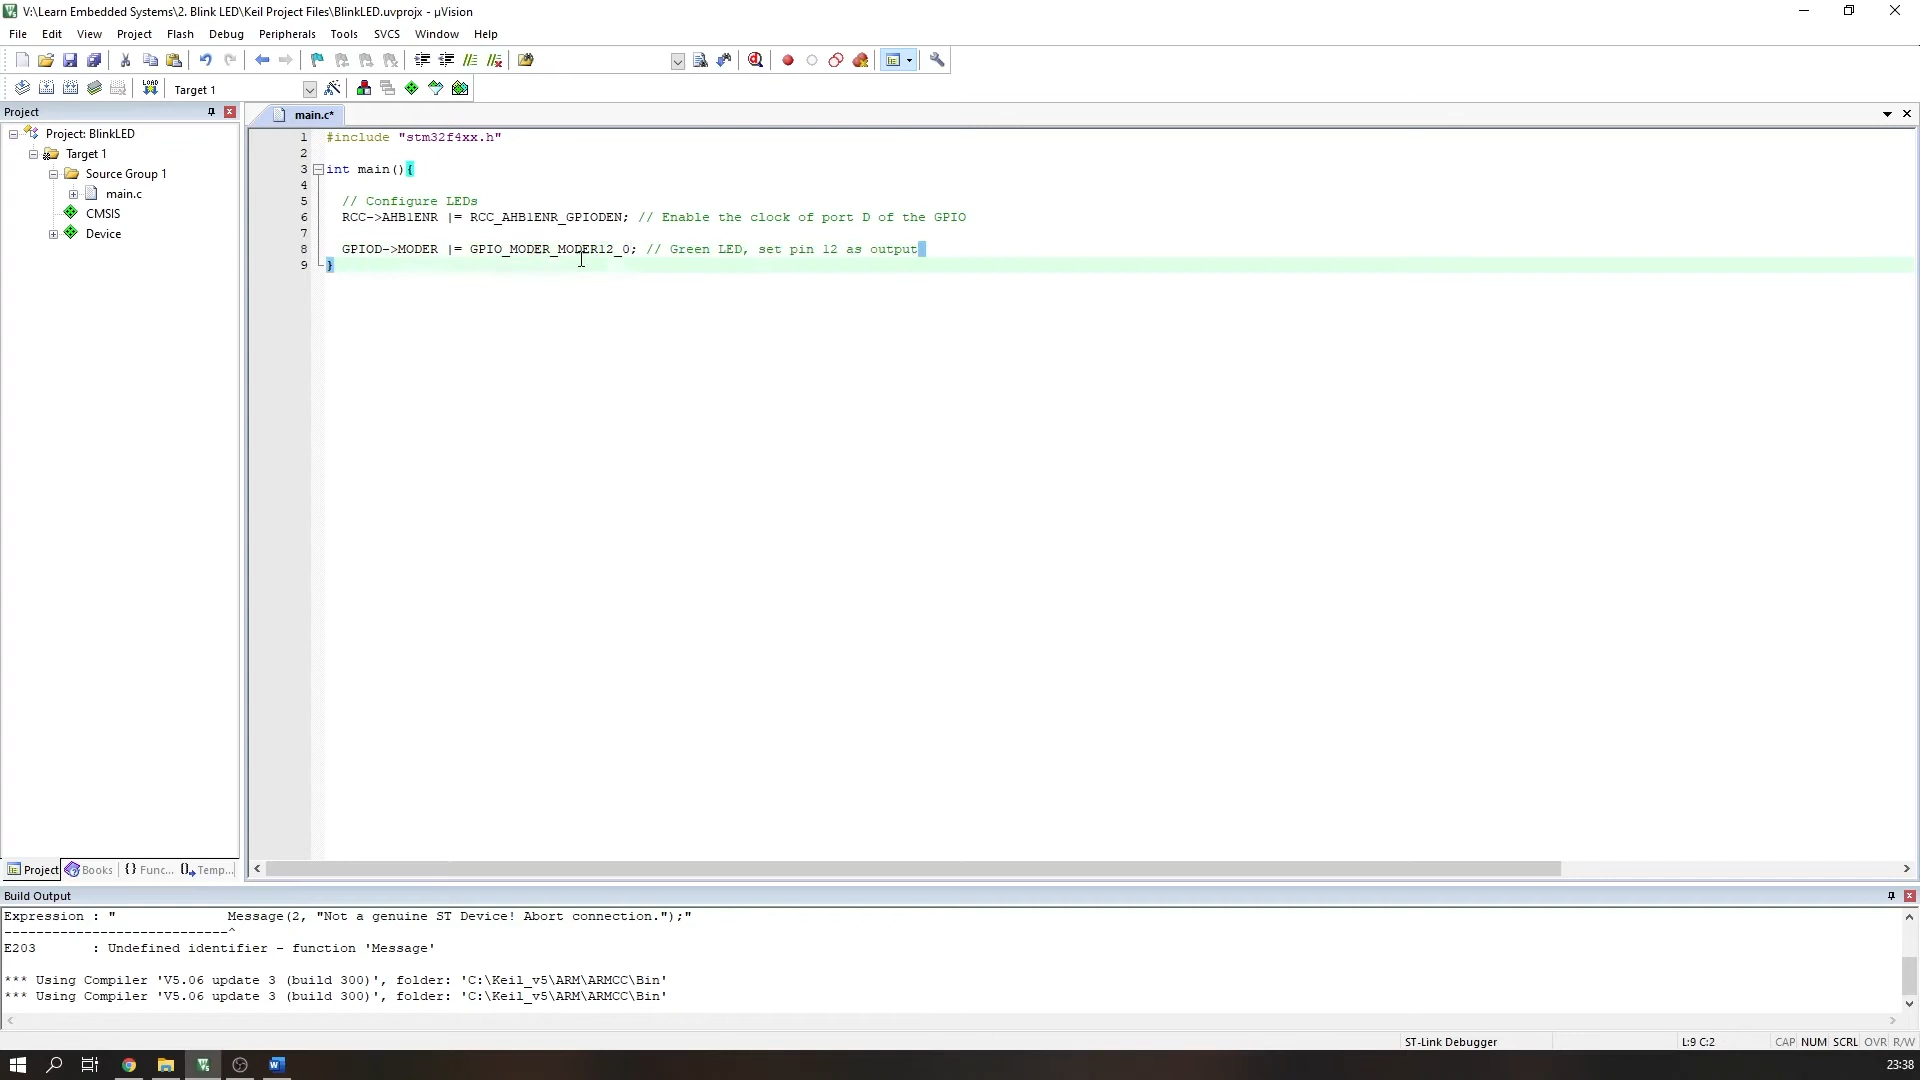 V:\Learn Embedded Systems\2. Blink LED\Keil Project Files\BlinkLED.uvprojx - µVision
File Edit View Project Flash Debug Peripherals Tools SVCS Window Help
LOAD Target 1
Project
main.c*
Project: BlinkLED
Target 1
Source Group 1
main.c
CMSIS
Device
1 #include "stm32f4xx.h"
2
3 int main(){
4
5 // Configure LEDs
6 RCC->AHB1ENR |= RCC_AHB1ENR_GPIODEN; // Enable the clock of port D of the GPIO
7
8 GPIOD->MODER |= GPIO_MODER_MODER12_0; // Green LED, set pin 12 as output
9 }
Project Books {} Func... Temp...
Build Output
Expression : " Message(2, "Not a genuine ST Device! Abort connection.");"
----------------------------^
E203 : Undefined identifier - function 'Message'
*** Using Compiler 'V5.06 update 3 (build 300)', folder: 'C:\Keil_v5\ARM\ARMCC\Bin'
*** Using Compiler 'V5.06 update 3 (build 300)', folder: 'C:\Keil_v5\ARM\ARMCC\Bin'
ST-Link Debugger L:9 C:2 CAP NUM SCRL OVR R/W
23:38